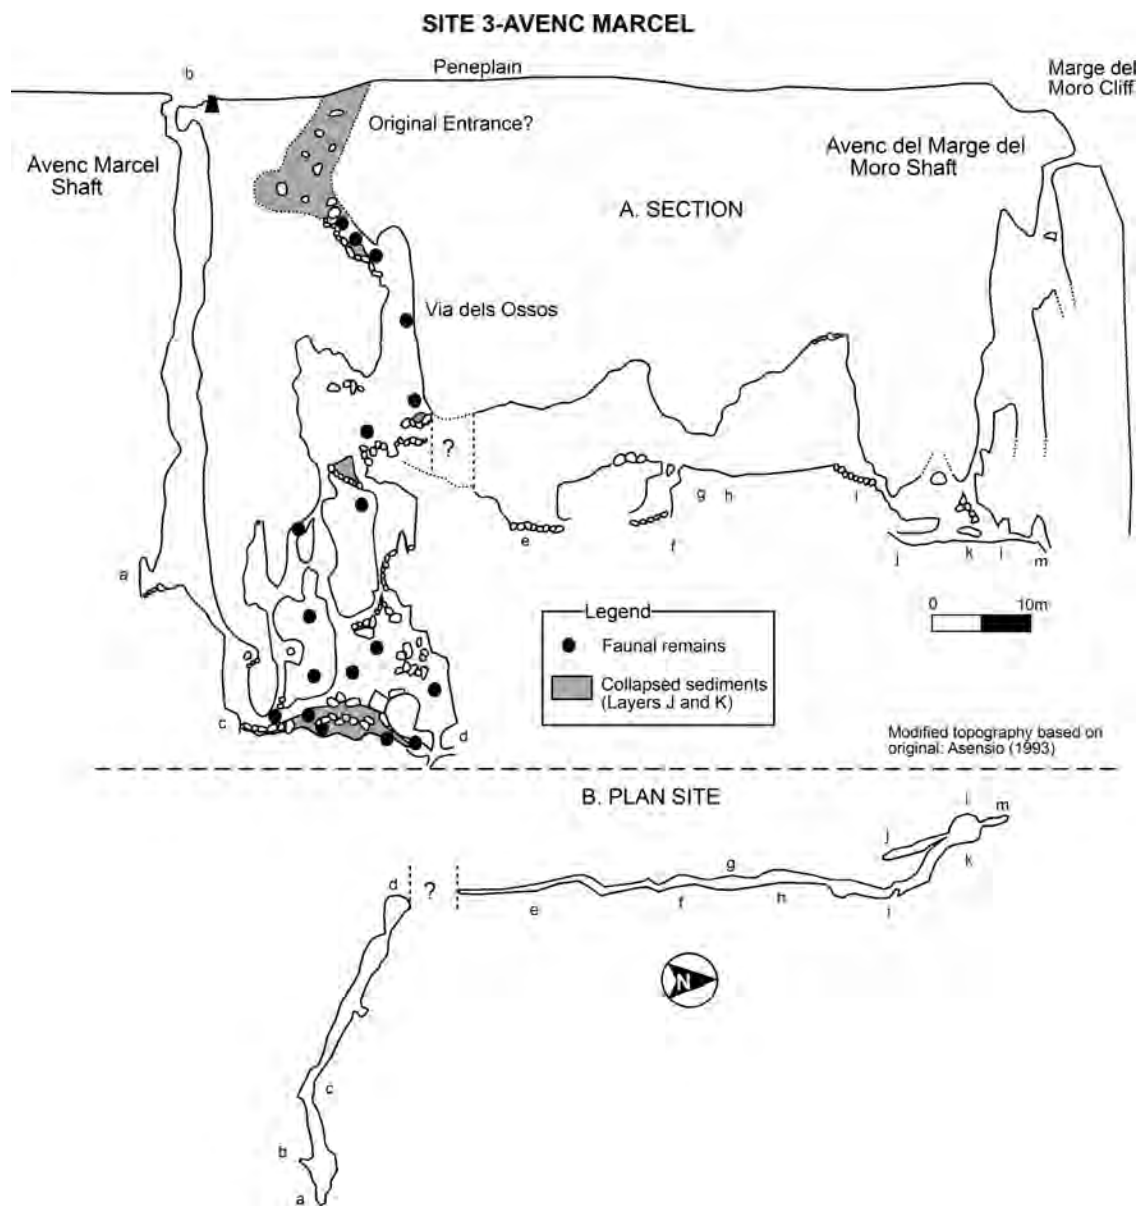 SITE 3-AVENC MARCEL
b
Peneplain
Marge del
Moro Cliff
Original Entrance?
Avenc Marcel
Shaft
Avenc del Marge del
Moro Shaft
A. SECTION
Via dels Ossos
?
g h i
e
f
j k l m
a
0 10m
Legend
Faunal remains
Collapsed sediments
(Layers J and K)
c
d
Modified topography based on
original: Asensio (1993)
B. PLAN SITE
l
m
j
k
g
d
?
e
f
h
i
N
c
b
a